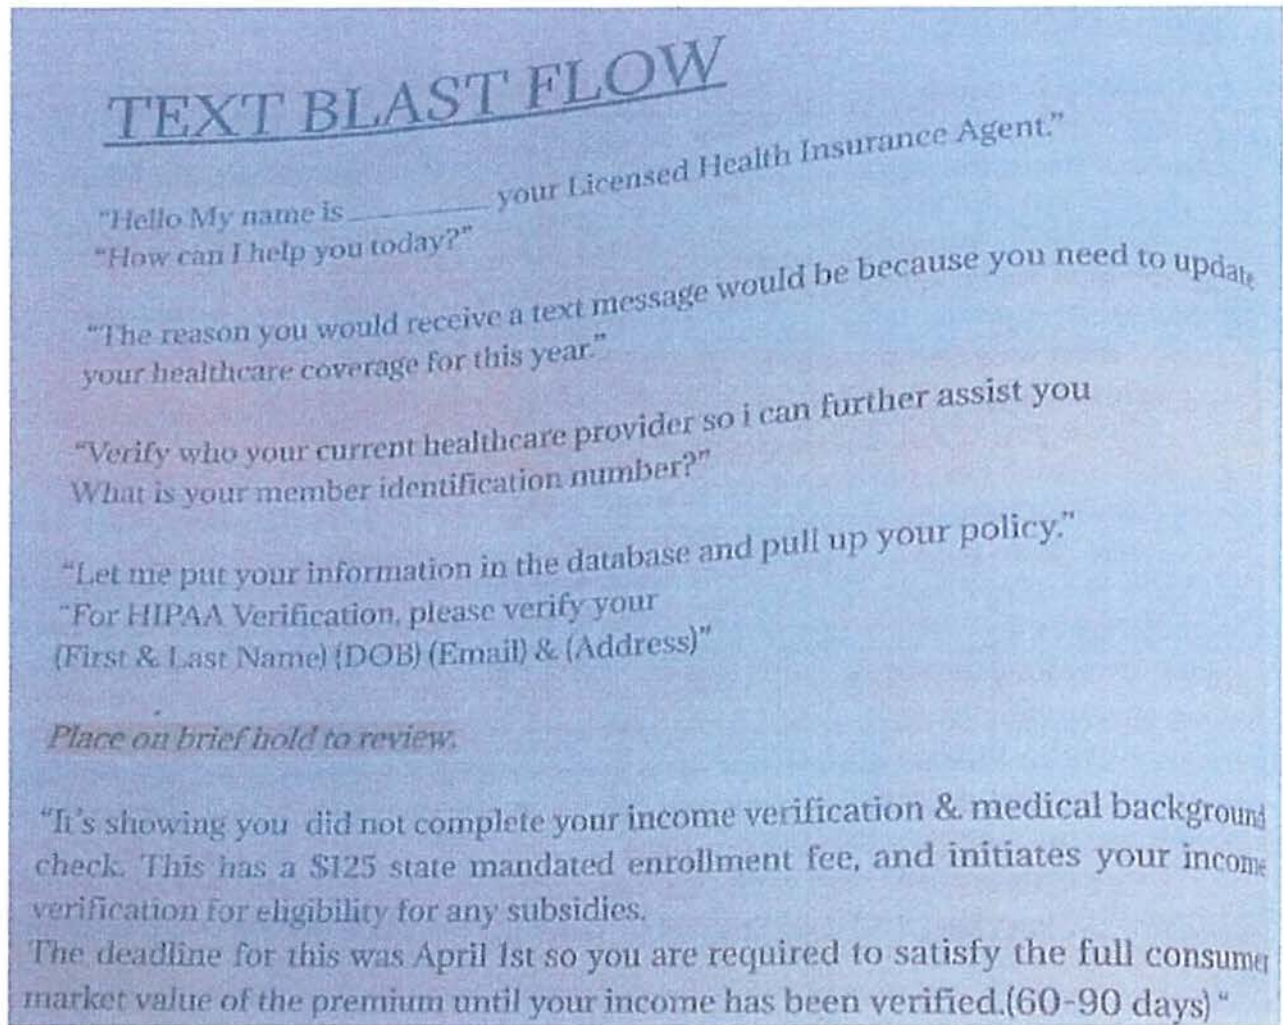 TEXT BLAST FLOW
"Hello My name is __________ your Licensed Health Insurance Agent."
"How can I help you today?"
"The reason you would receive a text message would be because you need to update
your healthcare coverage for this year."
"Verify who your current healthcare provider so i can further assist you
What is your member identification number?"
"Let me put your information in the database and pull up your policy."
"For HIPAA Verification, please verify your
(First & Last Name) (DOB) (Email) & (Address)"
Place on brief hold to review.
"It's showing you did not complete your income verification & medical background
check. This has a $125 state mandated enrollment fee, and initiates your income
verification for eligibility for any subsidies.
The deadline for this was April 1st so you are required to satisfy the full consumer
market value of the premium until your income has been verified.(60-90 days) "